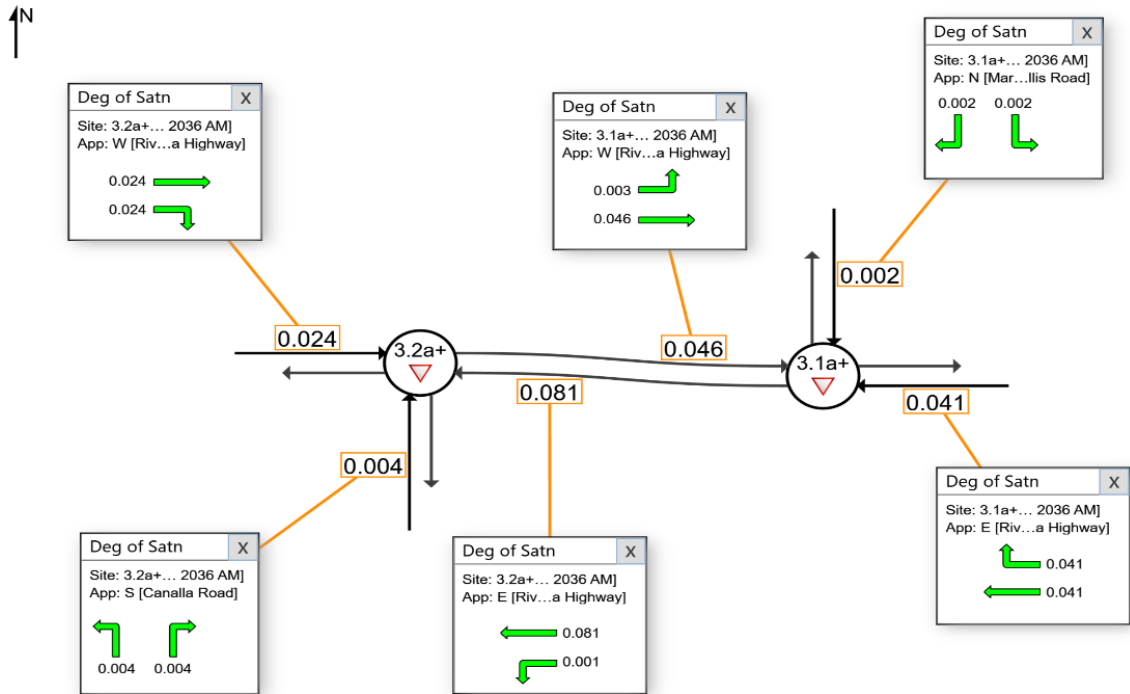 N
Deg of Satn X
Site: 3.1a+... 2036 AM]
App: N [Mar...llis Road]
0.002 0.002
Deg of Satn X
Site: 3.2a+... 2036 AM]
App: W [Riv...a Highway]
0.024
0.024
Deg of Satn X
Site: 3.1a+... 2036 AM]
App: W [Riv...a Highway]
0.003
0.046
0.002
0.024
3.2a+
0.046
3.1a+
0.081
0.041
0.004
Deg of Satn X
Site: 3.1a+... 2036 AM]
App: E [Riv...a Highway]
0.041
0.041
Deg of Satn X
Site: 3.2a+... 2036 AM]
App: S [Canalla Road]
0.004 0.004
Deg of Satn X
Site: 3.2a+... 2036 AM]
App: E [Riv...a Highway]
0.081
0.001